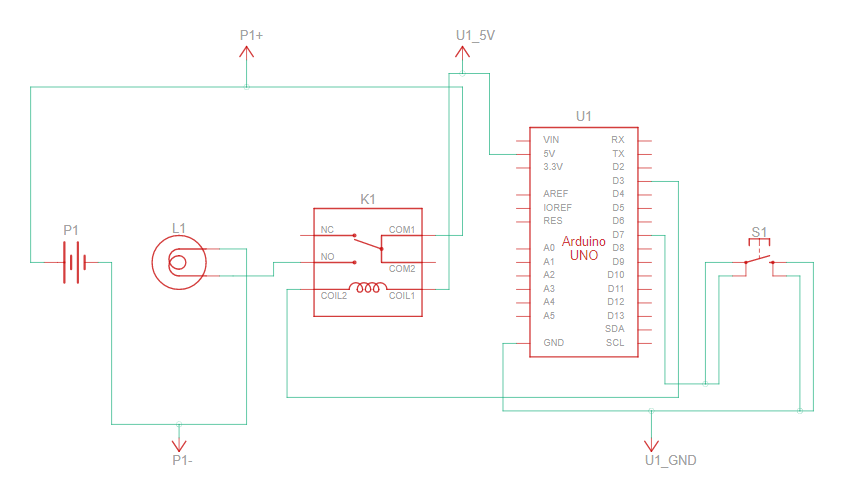 P1+
U1_5V
U1
VIN
RX
5V
TX
3.3V
D2
D3
AREF
D4
IOREF
D5
RES
D6
D7
A0
D8
A1
D9
A2
D10
A3
D11
A4
D12
A5
D13
SDA
GND
SCL
Arduino
UNO
K1
NC
COM1
NO
COM2
COIL2
COIL1
P1
L1
S1
P1-
U1_GND